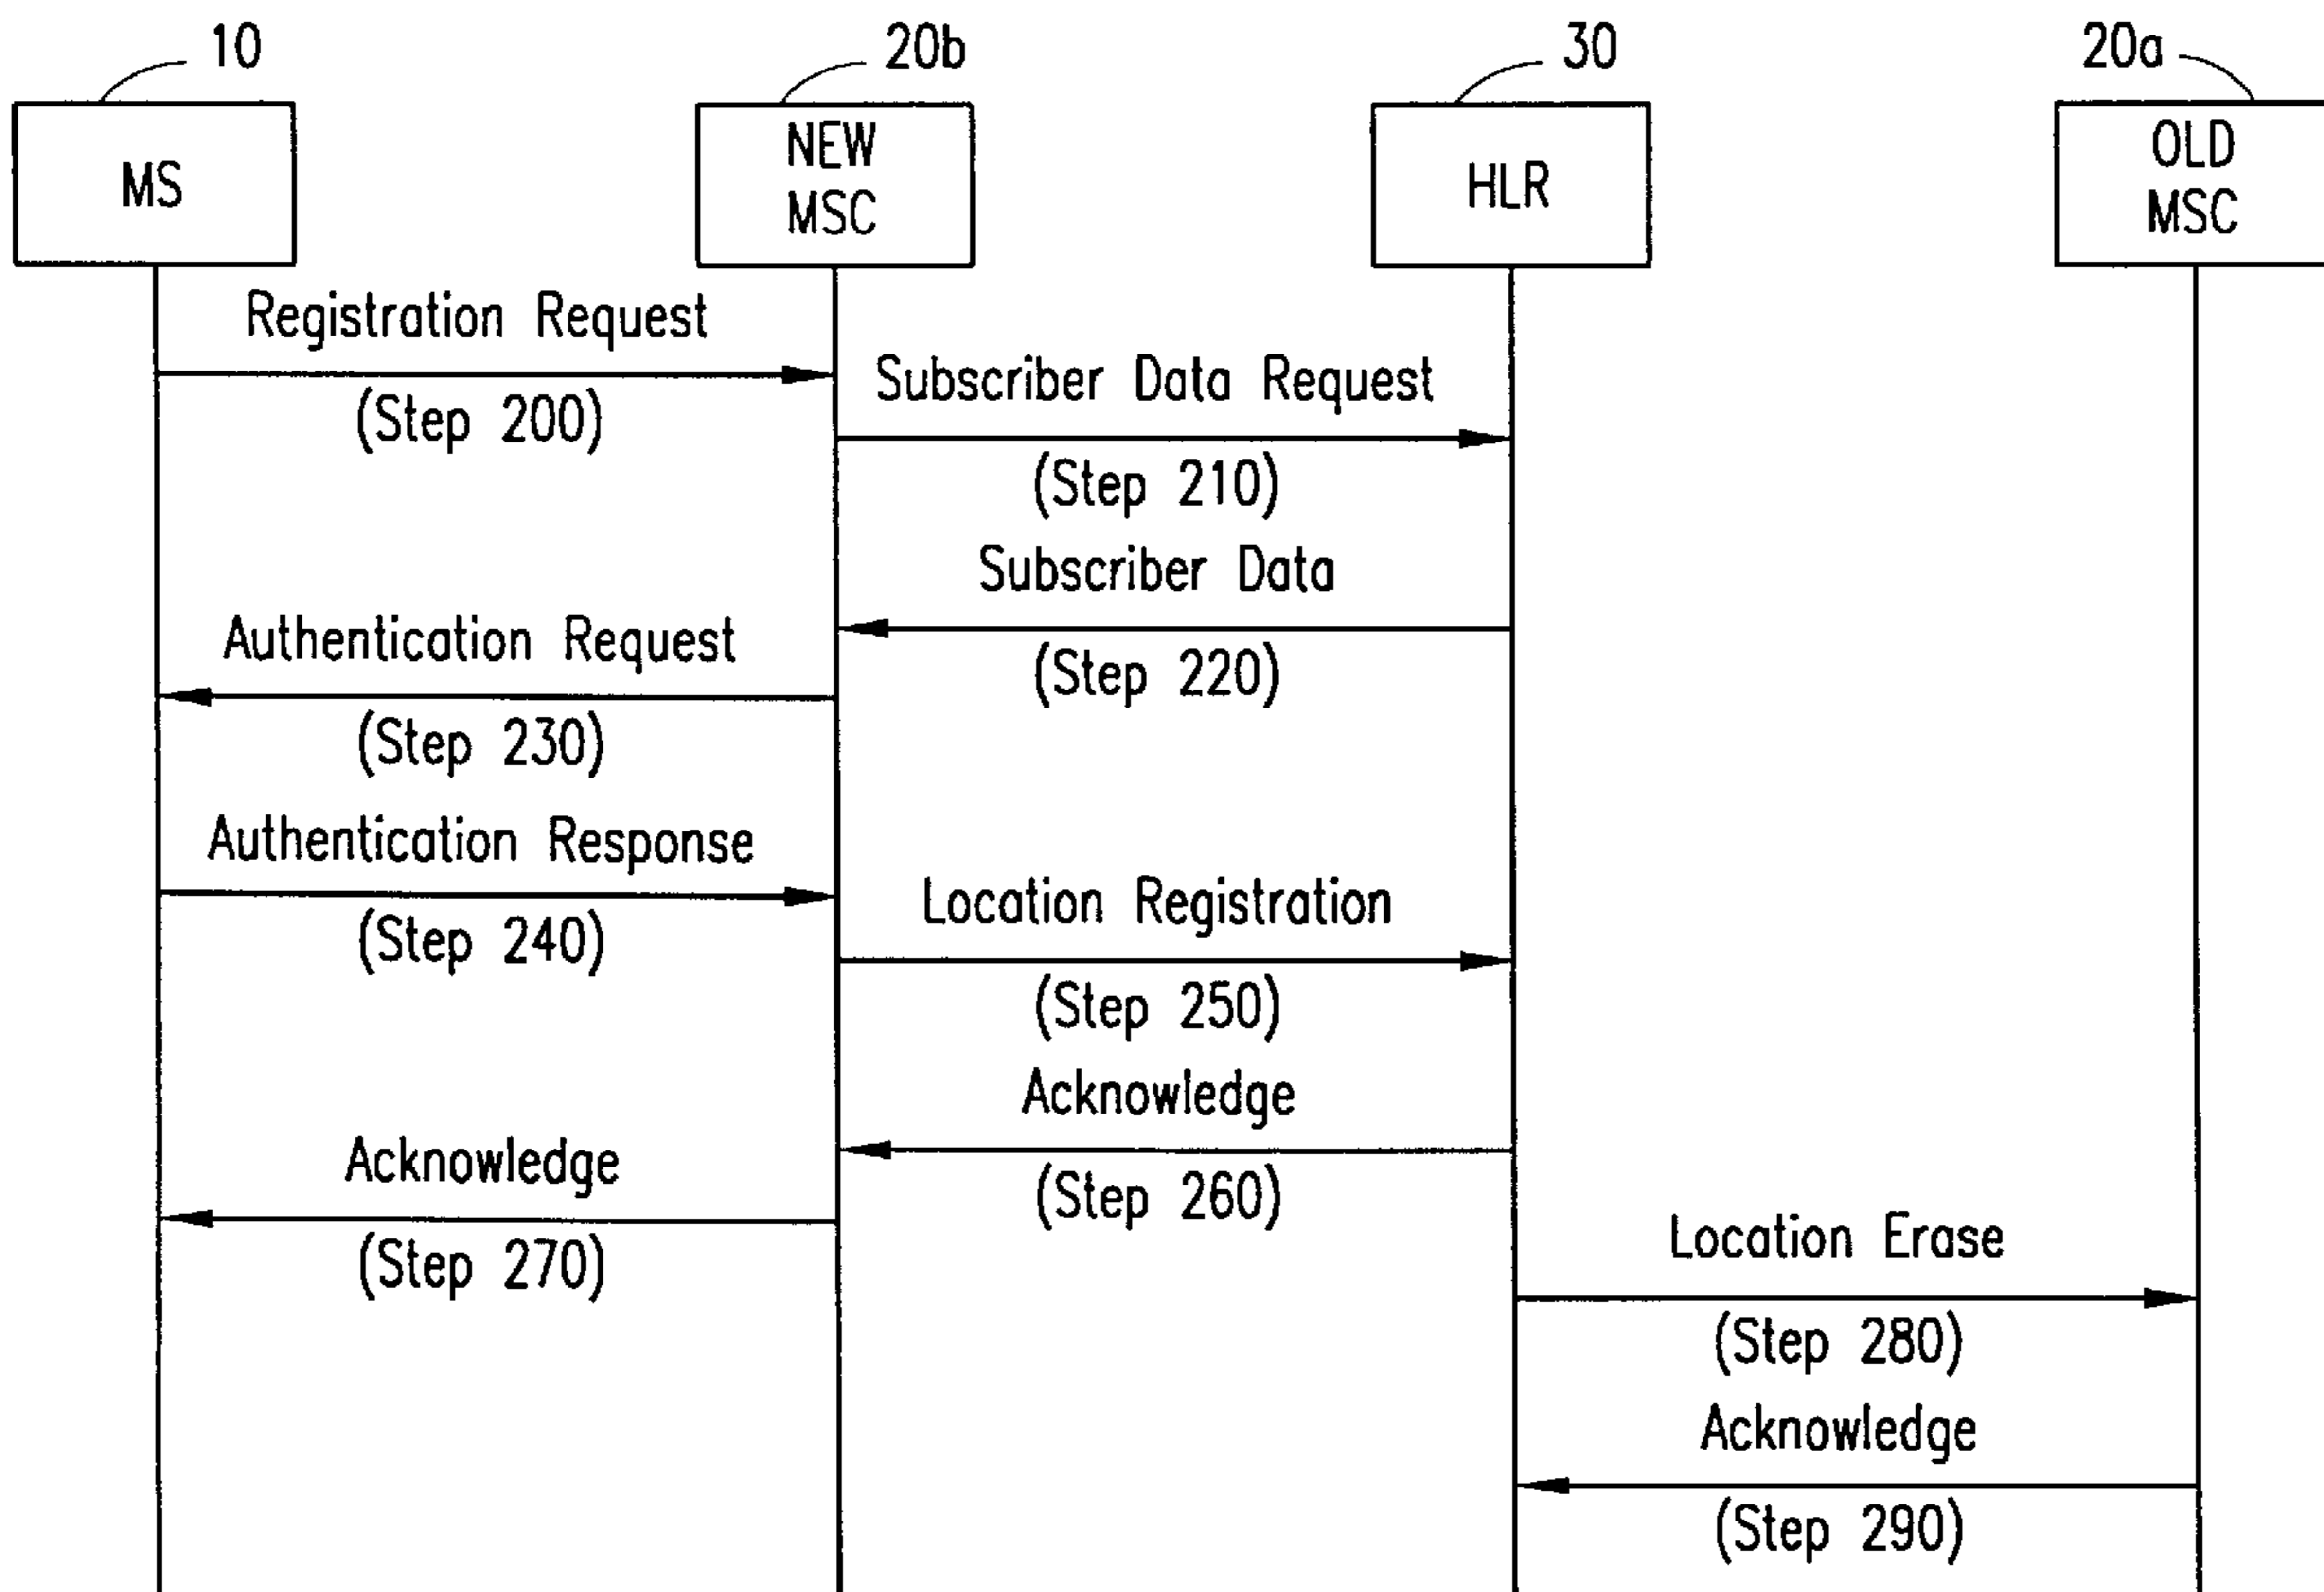 10
20b
30
20a
MS
NEW
MSC
HLR
OLD
MSC
Registration Request
(Step 200)
Subscriber Data Request
(Step 210)
Subscriber Data
(Step 220)
Authentication Request
(Step 230)
Authentication Response
(Step 240)
Location Registration
(Step 250)
Acknowledge
(Step 260)
Acknowledge
(Step 270)
Location Erase
(Step 280)
Acknowledge
(Step 290)